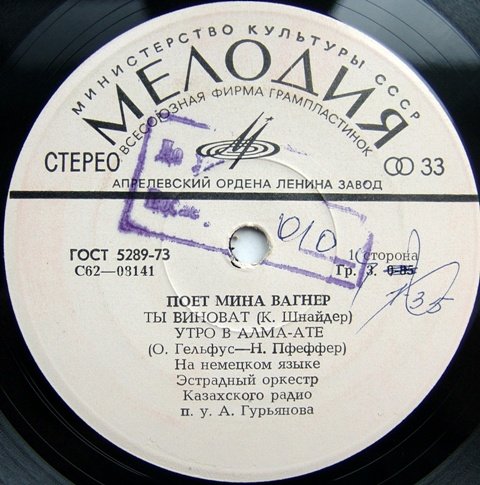 МИНИСТЕРСТВО КУЛЬТУРЫ СССР
МЕЛОДИЯ
ВСЕСОЮЗНАЯ ФИРМА ГРАМПЛАСТИНОК
СТЕРЕО
33
АПРЕЛЕВСКИЙ ОРДЕНА ЛЕНИНА ЗАВОД
010
ГОСТ 5289-73
1 сторона
С62—08141
Гр. 3. 0-85
135
ПОЕТ МИНА ВАГНЕР
ТЫ ВИНОВАТ (К. Шнайдер)
УТРО В АЛМА-АТЕ
(О. Гельфус—Н. Пфеффер)
На немецком языке
Эстрадный оркестр
Казахского радио
п. у. А. Гурьянова